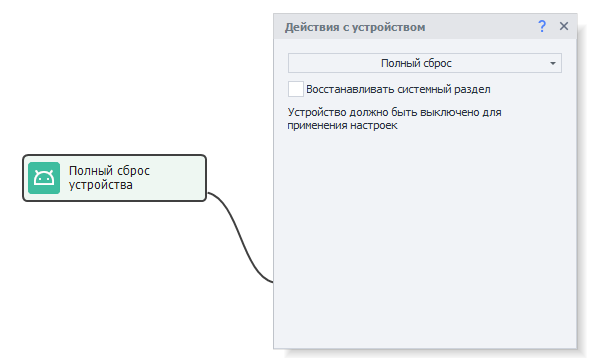 Действия с устройством
?
Полный сброс
Восстанавливать системный раздел
Устройство должно быть выключено для
применения настроек
Полный сброс
устройства